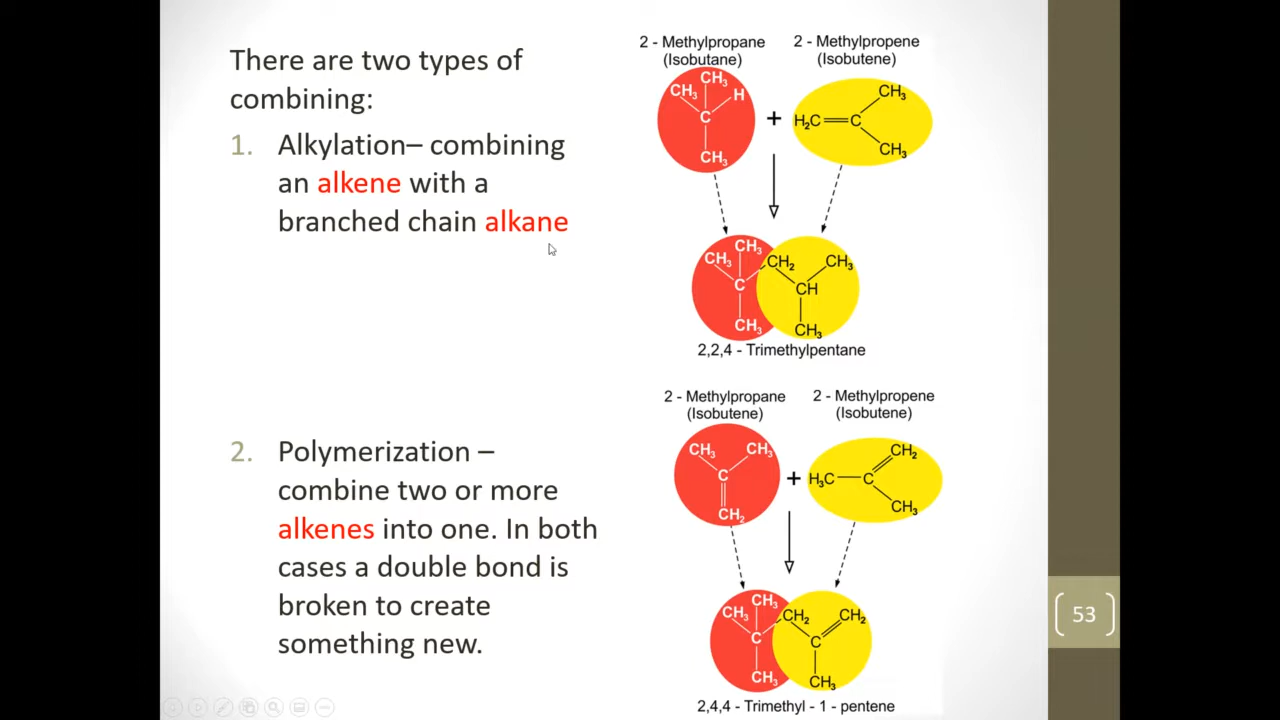 There are two types of
combining:
1. Alkylation– combining
an alkene with a
branched chain alkane
2. Polymerization –
combine two or more
alkenes into one. In both
cases a double bond is
broken to create
something new.
2 - Methylpropane
(Isobutane)
2 - Methylpropene
(Isobutene)
CH₃
CH₃ H
C
CH₃
+
CH₃
H₂C C
CH₃
CH₃
CH₃
C
CH₃
CH₂ CH₃
CH
CH₃
2,2,4 - Trimethylpentane
2 - Methylpropane
(Isobutene)
2 - Methylpropene
(Isobutene)
CH₃ CH₃
C
CH₂
+
CH₂
H₃C C
CH₃
CH₃
CH₃
C
CH₃
CH₂ CH₂
C
CH₃
2,4,4 - Trimethyl - 1 - pentene
53